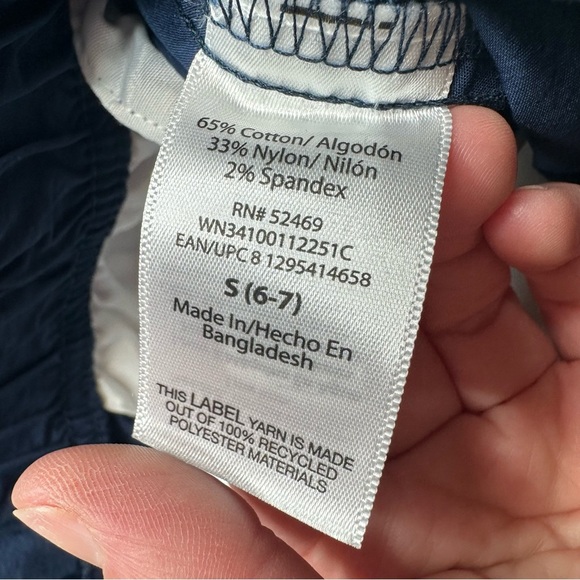 65% Cotton/ Algodón
33% Nylon/ Nilón
2% Spandex
RN# 52469
WN34100112251C
EAN/UPC 8 1295414658
S (6-7)
Made In/Hecho En
Bangladesh
THIS LABEL YARN IS MADE
OUT OF 100% RECYCLED
POLYESTER MATERIALS